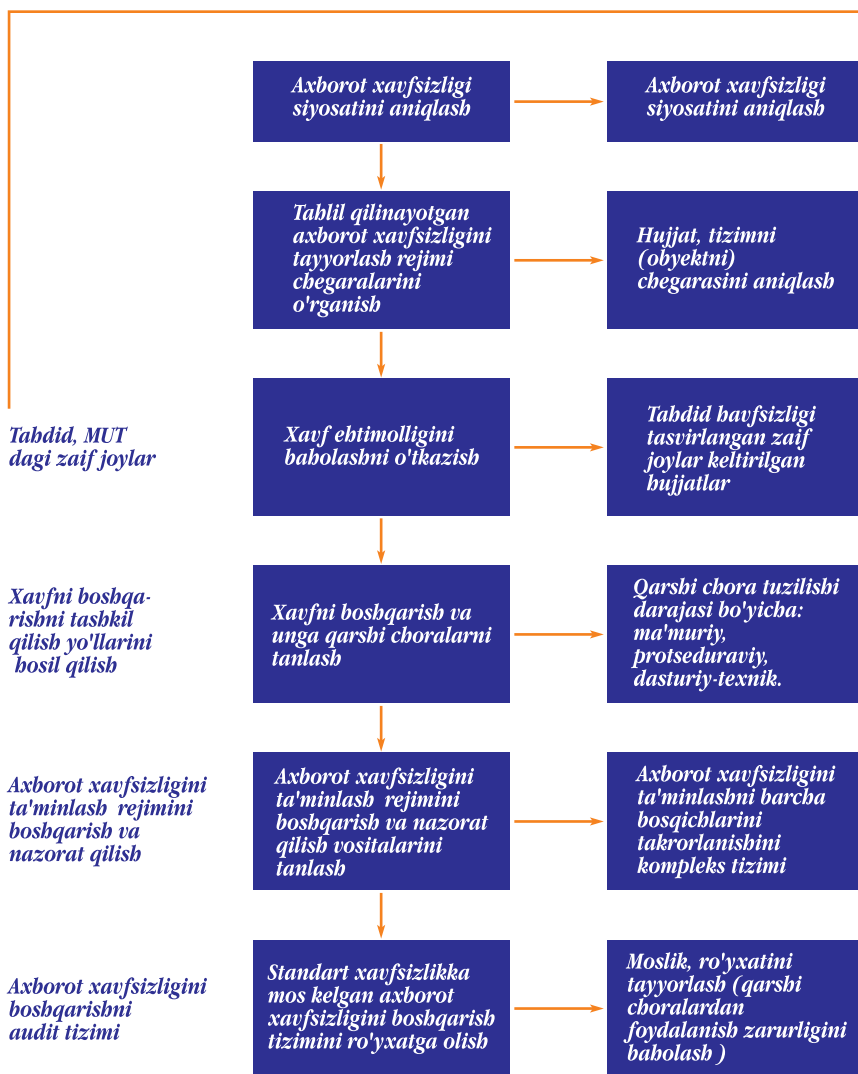 Axborot xavfsizligi
siyosatini aniqlash
Axborot xavfsizligi
siyosatini aniqlash
Tahlil qilinayotgan
axborot xavfsizligini
tayyorlash rejimi
chegaralarini
o'rganish
Hujjat, tizimni
(obyektni)
chegarasini aniqlash
Tahdid, MUT
dagi zaif joylar
Xavf ehtimolligini
baholashni o'tkazish
Tahdid havfsizligi
tasvirlangan zaif
joylar keltirilgan
hujjatlar
Xavfni boshqa-
rishni tashkil
qilish yo'llarini
hosil qilish
Xavfni boshqarish va
unga qarshi choralarni
tanlash
Qarshi chora tuzilishi
darajasi bo'yicha:
ma'muriy,
protseduraviy,
dasturiy-texnik.
Axborot xavfsizligini
ta'minlash rejimini
boshqarish va
nazorat qilish
Axborot xavfsizligini
ta'minlash rejimini
boshqarish va nazorat
qilish vositalarini
tanlash
Axborot xavfsizligini
ta'minlashni barcha
bosqichlarini
takrorlanishini
kompleks tizimi
Axborot xavfsizligini
boshqarishni
audit tizimi
Standart xavfsizlikka
mos kelgan axborot
xavfsizligini boshqarish
tizimini ro'yxatga olish
Moslik, ro'yxatini
tayyorlash (qarshi
choralardan
foydalanish zarurligini
baholash )